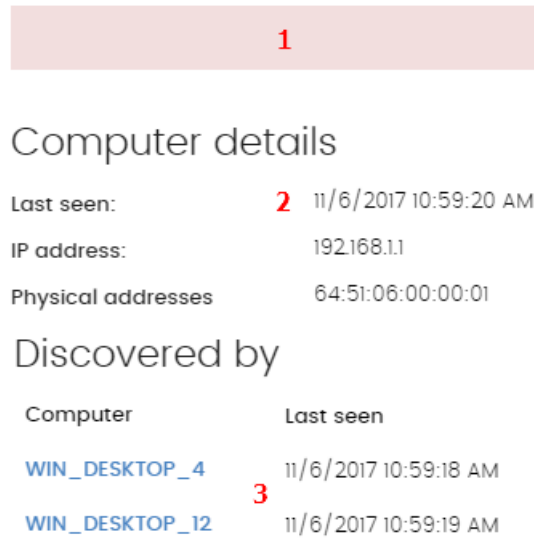 1
Computer details
Last seen: 2 11/6/2017 10:59:20 AM
IP address: 192.168.1.1
Physical addresses 64:51:06:00:00:01
Discovered by
Computer Last seen
WIN_DESKTOP_4 11/6/2017 10:59:18 AM
3
WIN_DESKTOP_12 11/6/2017 10:59:19 AM